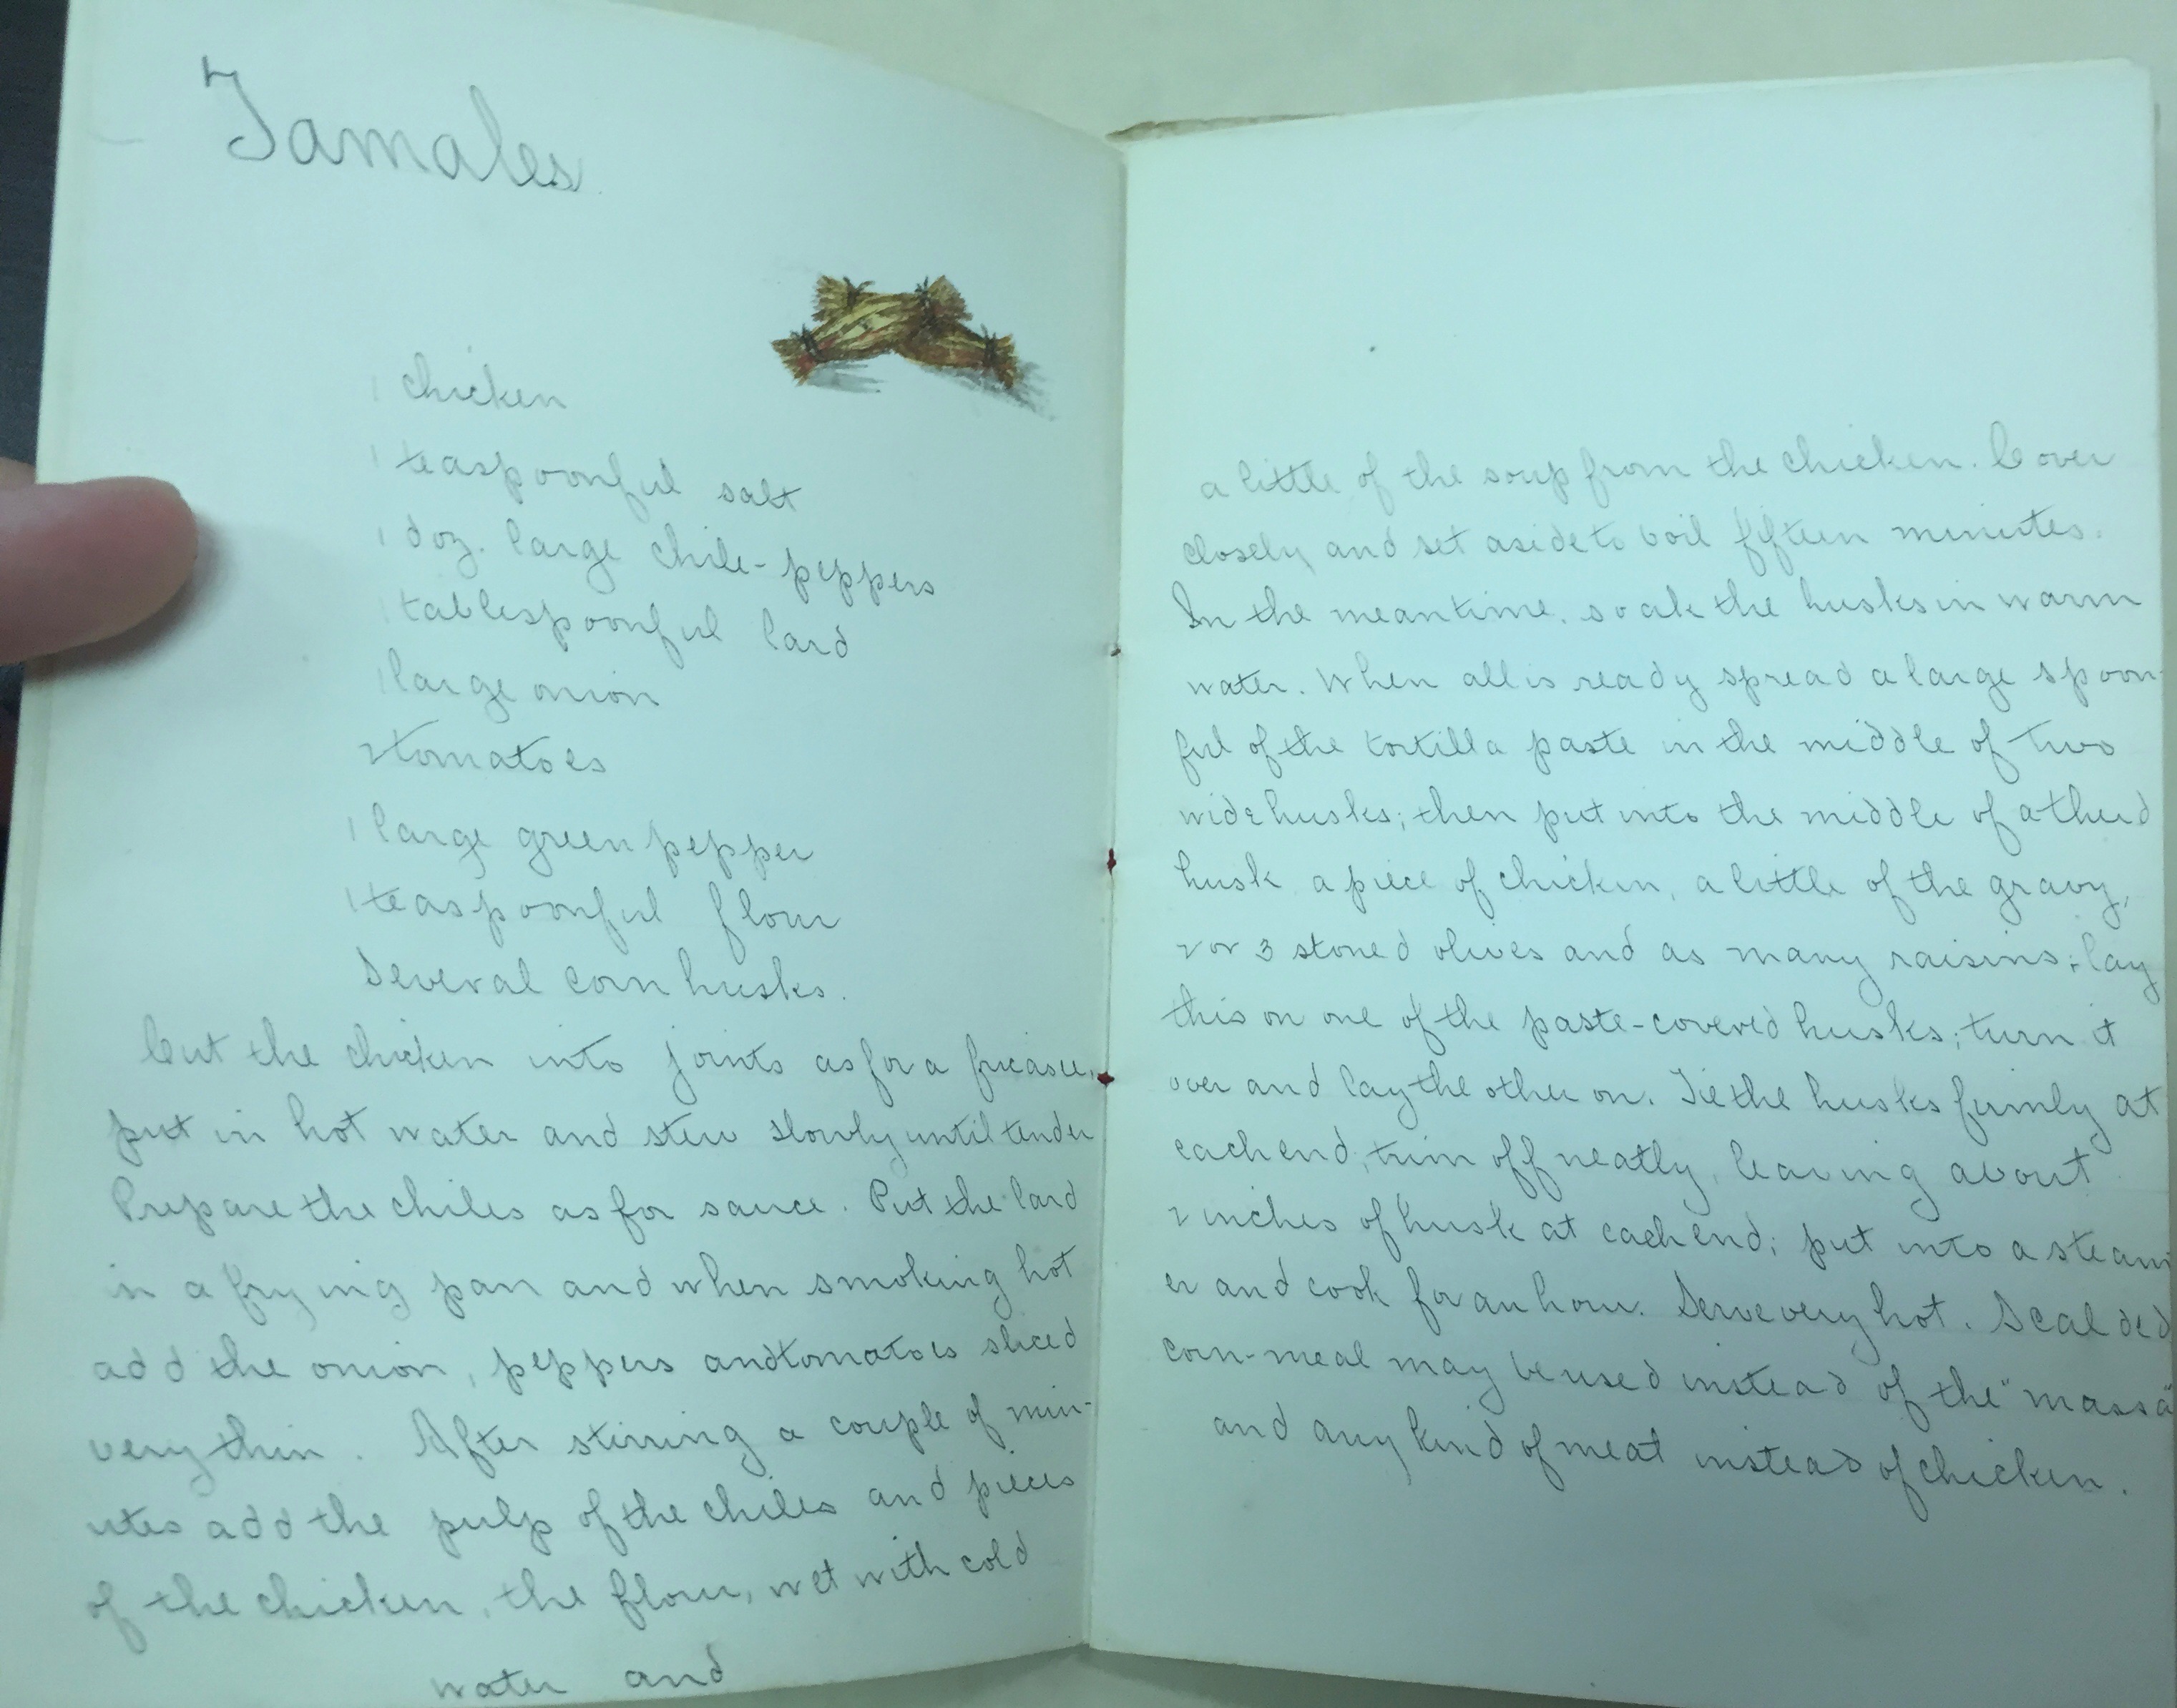 Tamales
1 chicken
1 teaspoonful salt
1 doz. large chile-peppers
1 tablespoonful lard
1 large onion
2 tomatoes
1 large green pepper
1 teaspoonful flour
Several corn husks.
Cut the chicken into joints as for a fricasee,
put in hot water and stew slowly until tender
Prepare the chiles as for sauce. Put the lard
in a frying pan and when smoking hot
add the onion, peppers and tomatoes sliced
very thin. After stirring a couple of min-
utes add the pulp of the chiles and pieces
of the chicken, the flour, wet with cold
water and
a little of the soup from the chicken. Cover
closely and set aside to boil fifteen minutes.
In the meantime, soak the husks in warm
water. When all is ready spread a large spoon-
ful of the tortilla paste in the middle of two
wide husks; then put into the middle of a third
husk a piece of chicken, a little of the gravy,
2 or 3 stoned olives and as many raisins; lay
this on one of the paste-covered husks; turn it
over and lay the other on. Tie the husks firmly at
each end, trim off neatly, leaving about
2 inches of husk at each end; put into a steam
er and cook for an hour. Serve very hot. Scalded
corn-meal may be used instead of the "massa"
and any kind of meat instead of chicken.